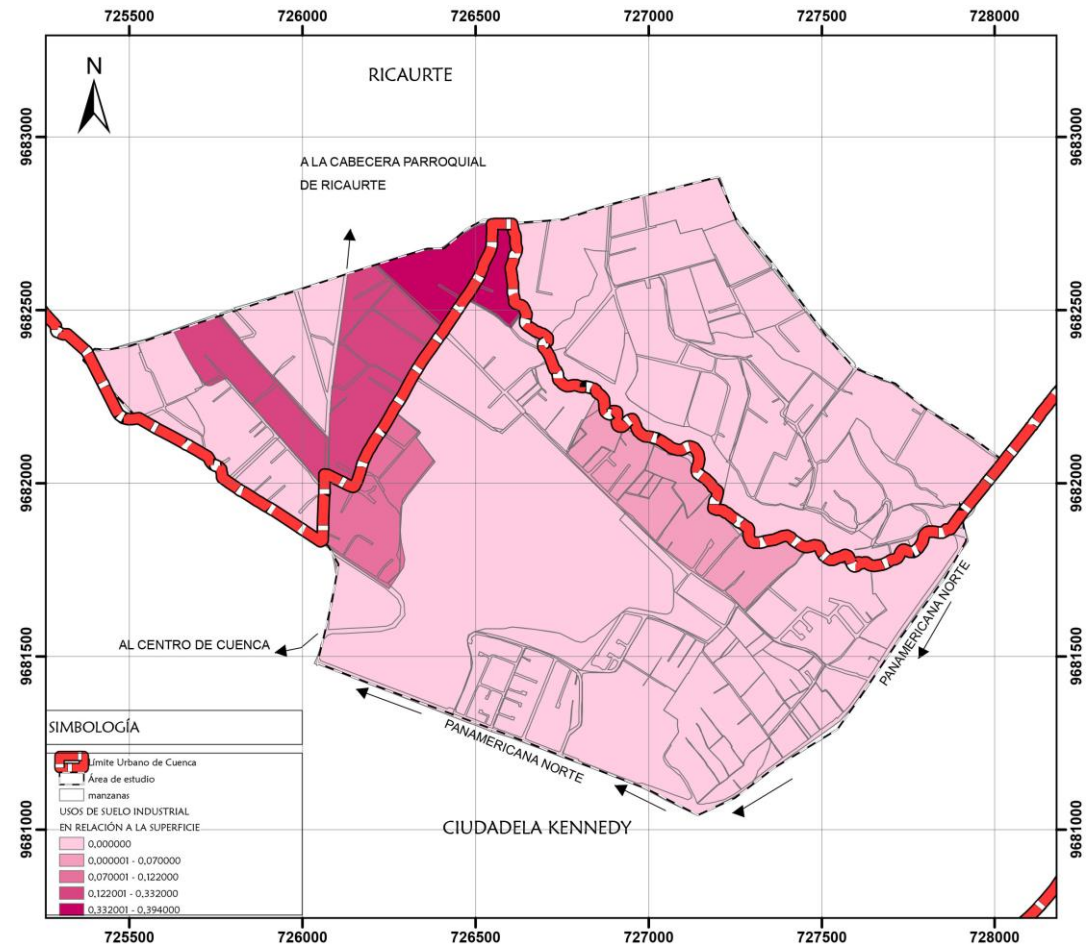 725500 726000 726500 727000 727500 728000
N
RICAURTE
9683000
9683000
A LA CABECERA PARROQUIAL
DE RICAURTE
9682500
9682500
9682000
9682000
AL CENTRO DE CUENCA
PANAMERICANA NORTE
9681500
9681500
PANAMERICANA NORTE
CIUDADELA KENNEDY
9681000
9681000
SIMBOLOGÍA
Límite Urbano de Cuenca
Área de estudio
manzanas
USOS DE SUELO INDUSTRIAL
EN RELACIÓN A LA SUPERFICIE
0,000000
0,000001 - 0,070000
0,070001 - 0,122000
0,122001 - 0,332000
0,332001 - 0,394000
725500 726000 726500 727000 727500 728000